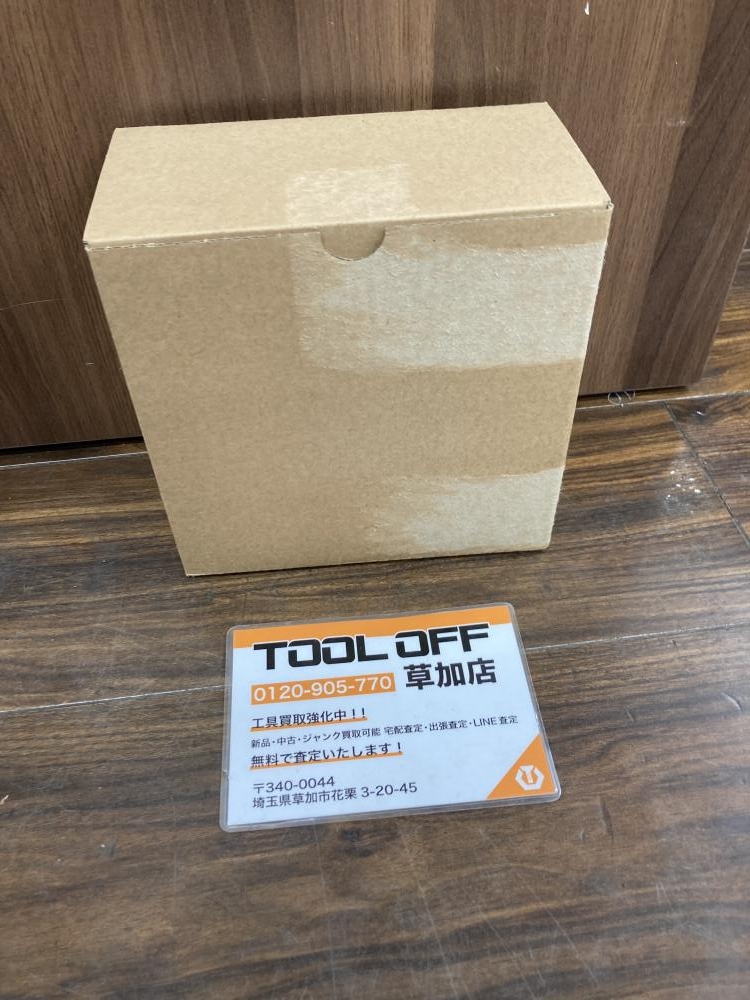 TOOL OFF
0120-905-770 草加店
工具買取強化中！！
新品・中古・ジャンク買取可能 宅配査定・出張査定・LINE査定
無料で査定いたします！
〒340-0044
埼玉県草加市花栗 3-20-45